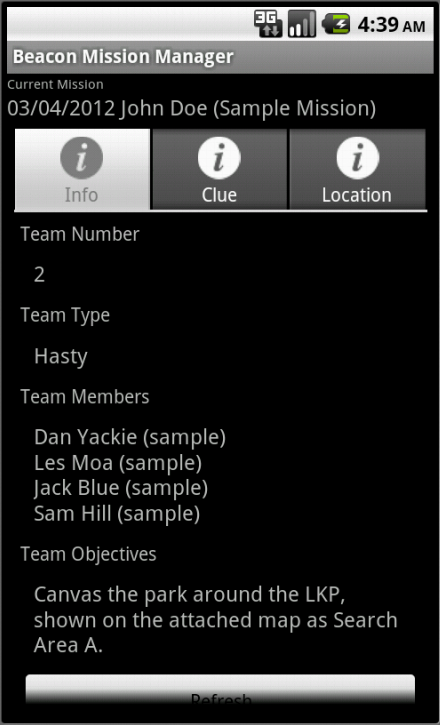 3G 4:39 AM
Beacon Mission Manager
Current Mission
03/04/2012 John Doe (Sample Mission)
i i i
Info Clue Location
Team Number
2
Team Type
Hasty
Team Members
Dan Yackie (sample)
Les Moa (sample)
Jack Blue (sample)
Sam Hill (sample)
Team Objectives
Canvas the park around the LKP,
shown on the attached map as Search
Area A.
Refresh